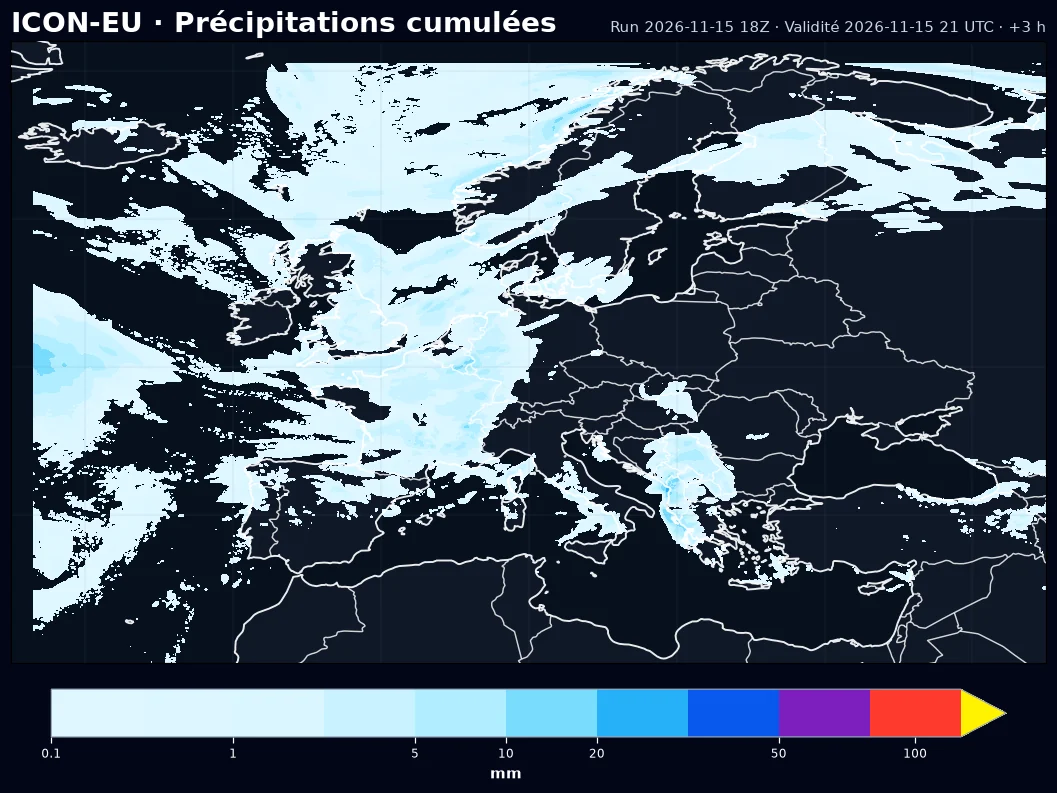 ICON-EU · Précipitations cumulées
Run 2026-11-15 18Z · Validité 2026-11-15 21 UTC · +3 h
0.1 1 5 10 20 50 100
mm